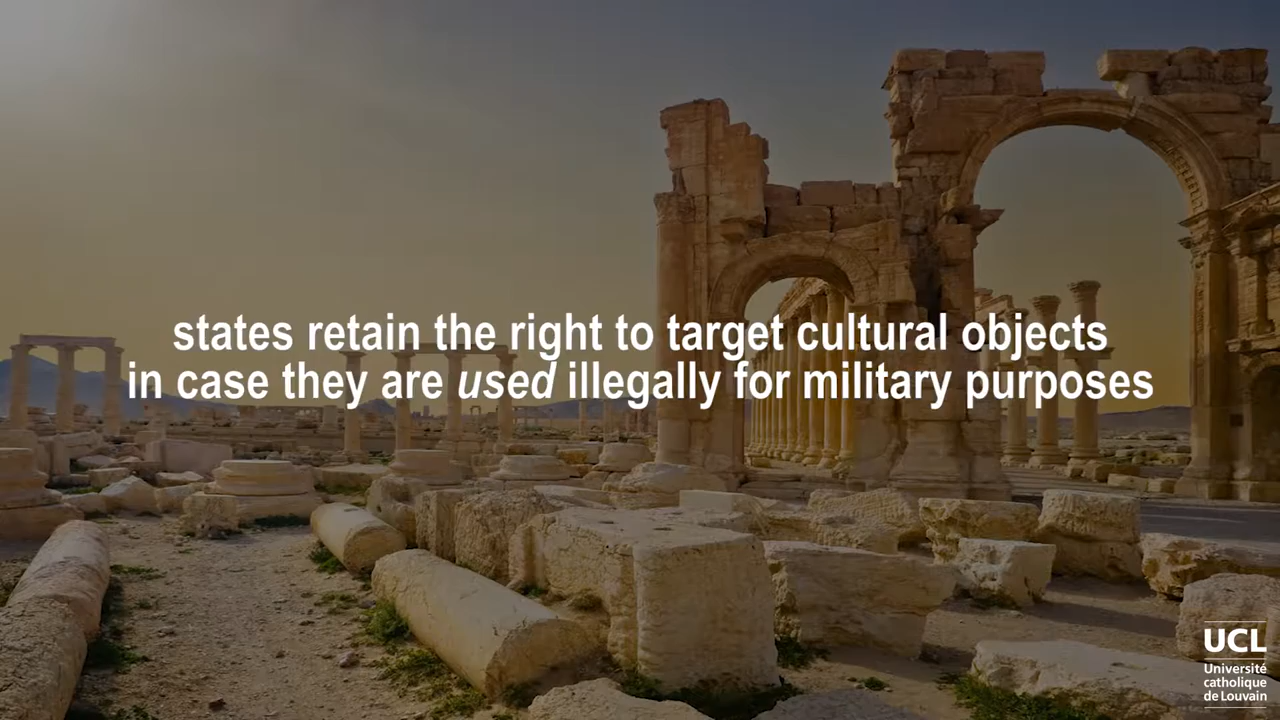 states retain the right to target cultural objects
in case they are used illegally for military purposes
UCL
Université
catholique
de Louvain